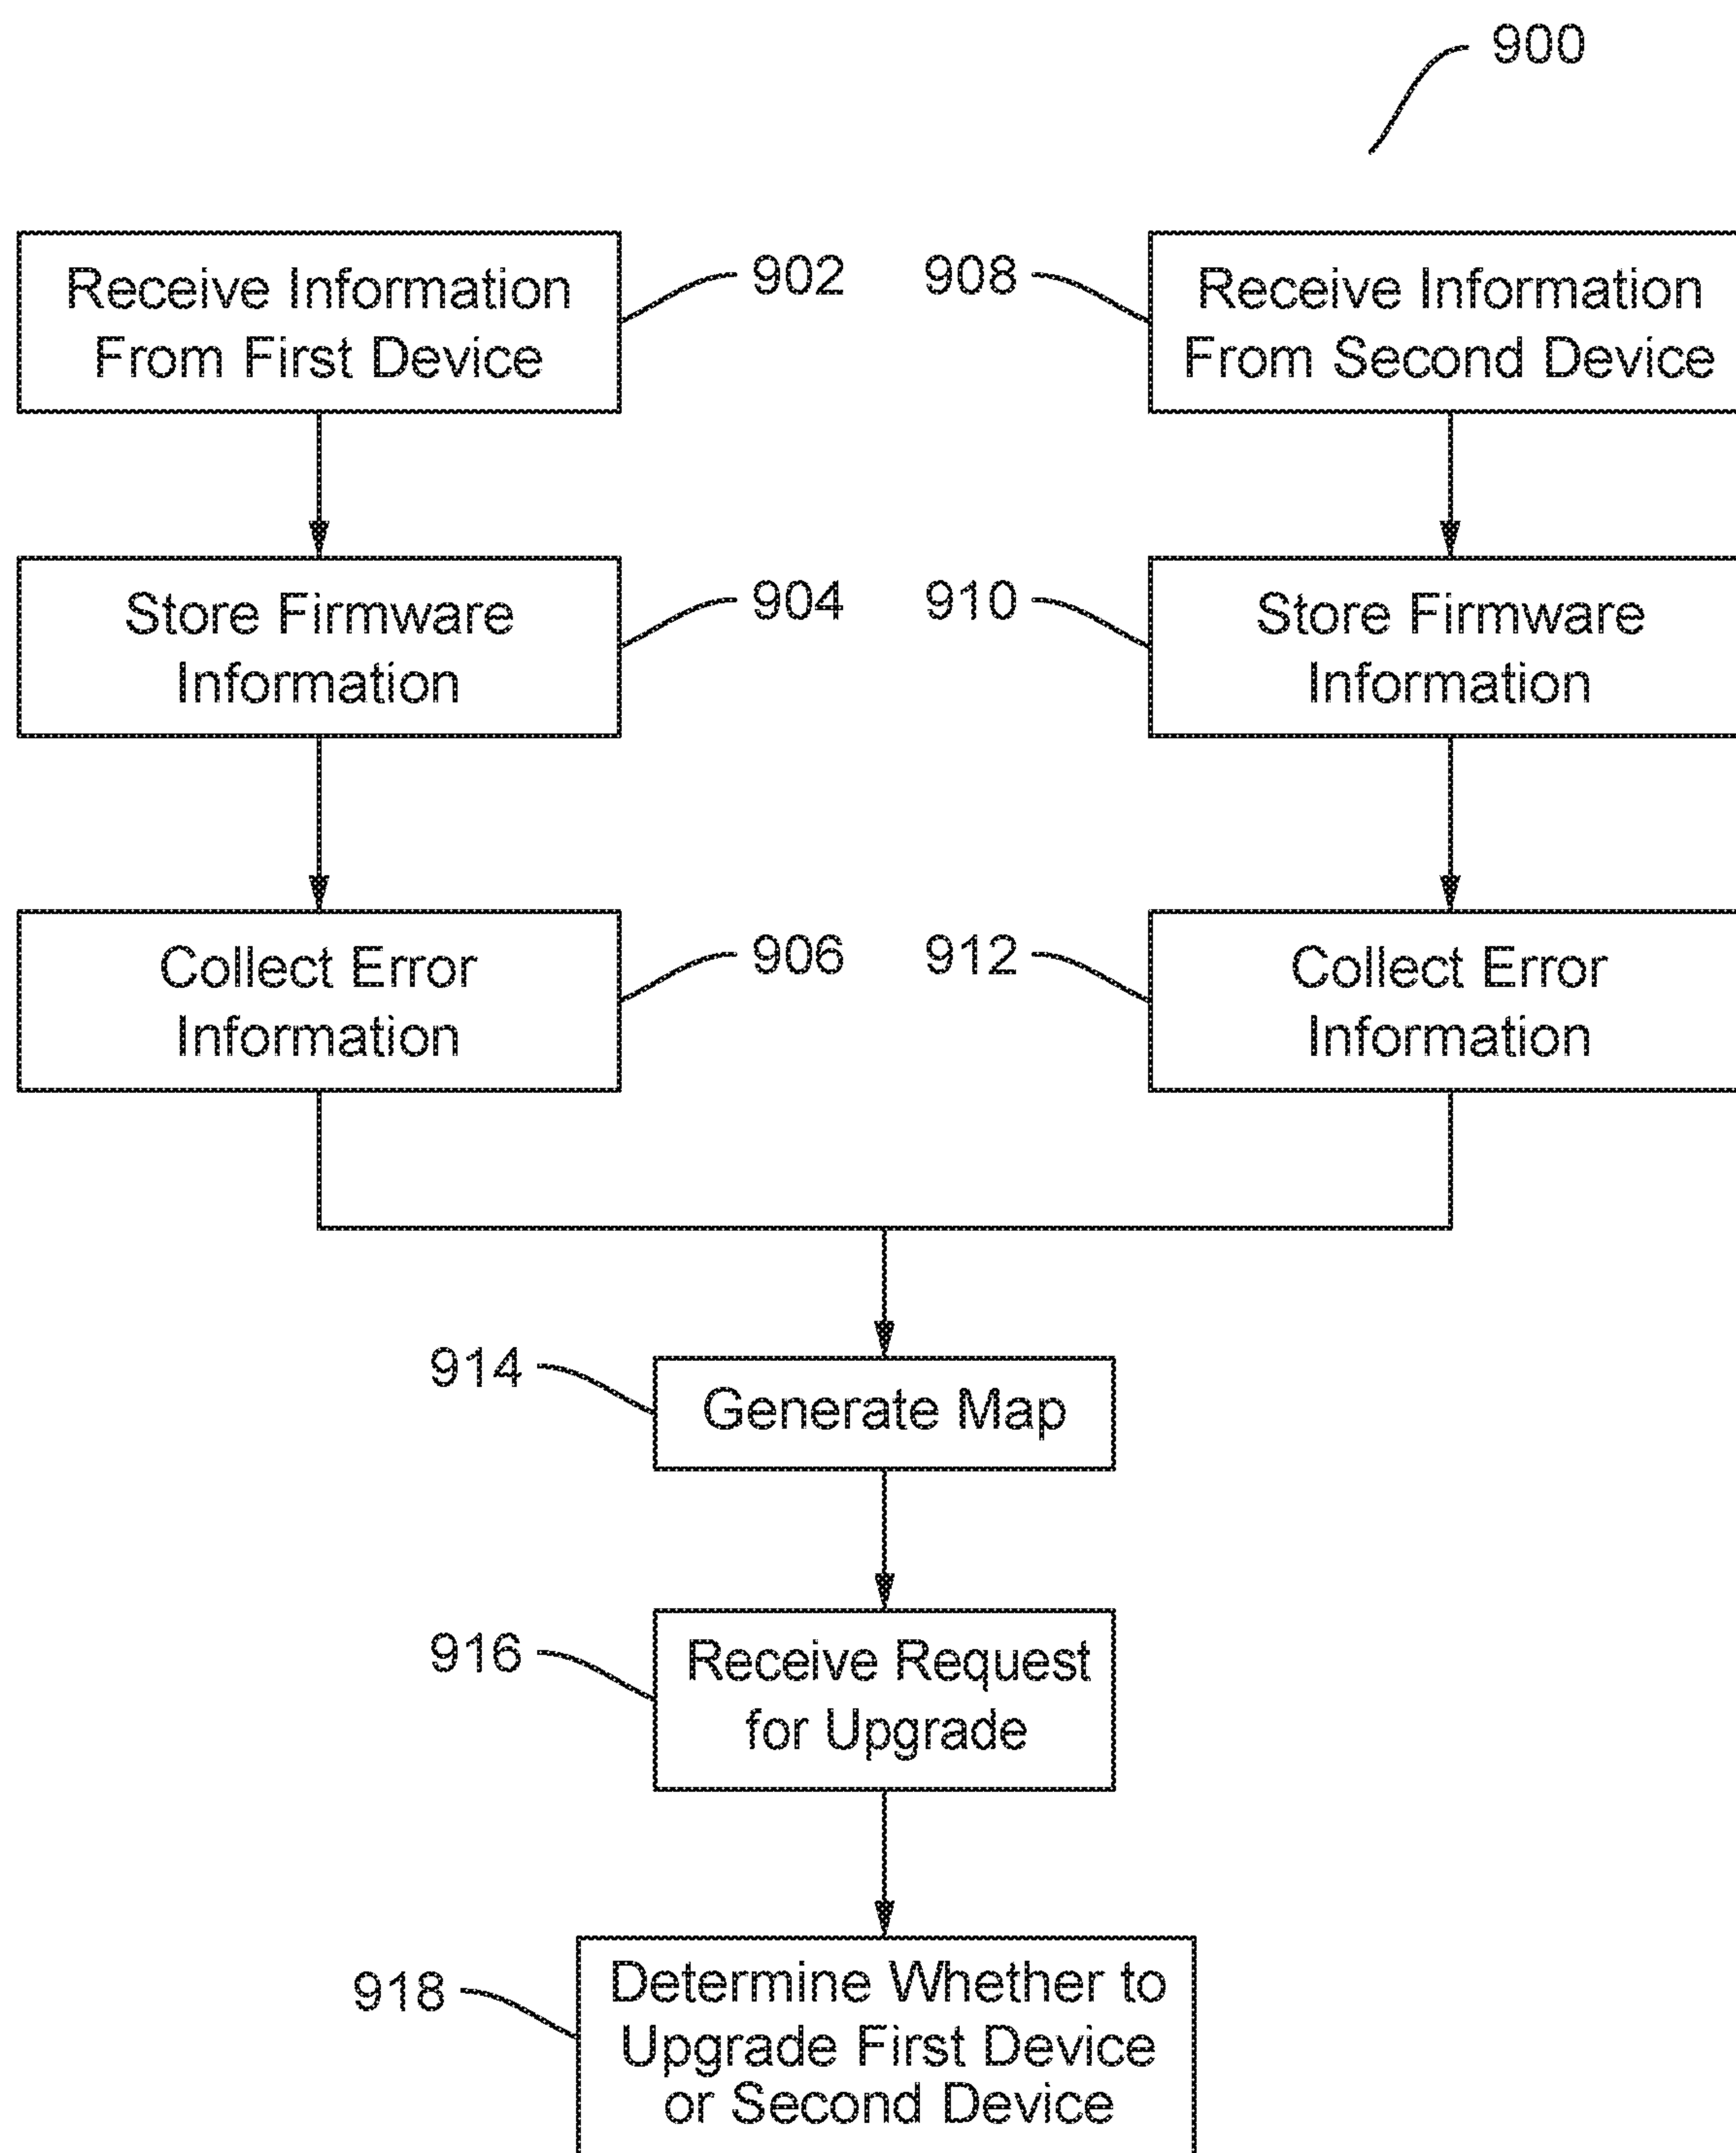 900
Receive Information
From First Device
902
908
Receive Information
From Second Device
Store Firmware
Information
904
910
Store Firmware
Information
Collect Error
Information
906
912
Collect Error
Information
914
Generate Map
916
Receive Request
for Upgrade
918
Determine Whether to
Upgrade First Device
or Second Device